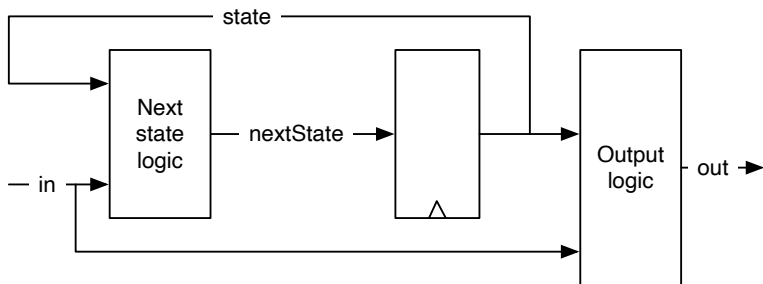 state
Next
state
logic
nextState
in
Output
logic
out